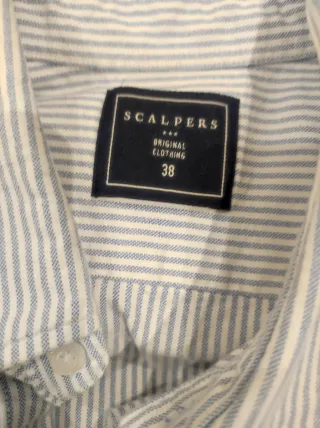 SCALPERS
★★★
ORIGINAL
CLOTHING
38